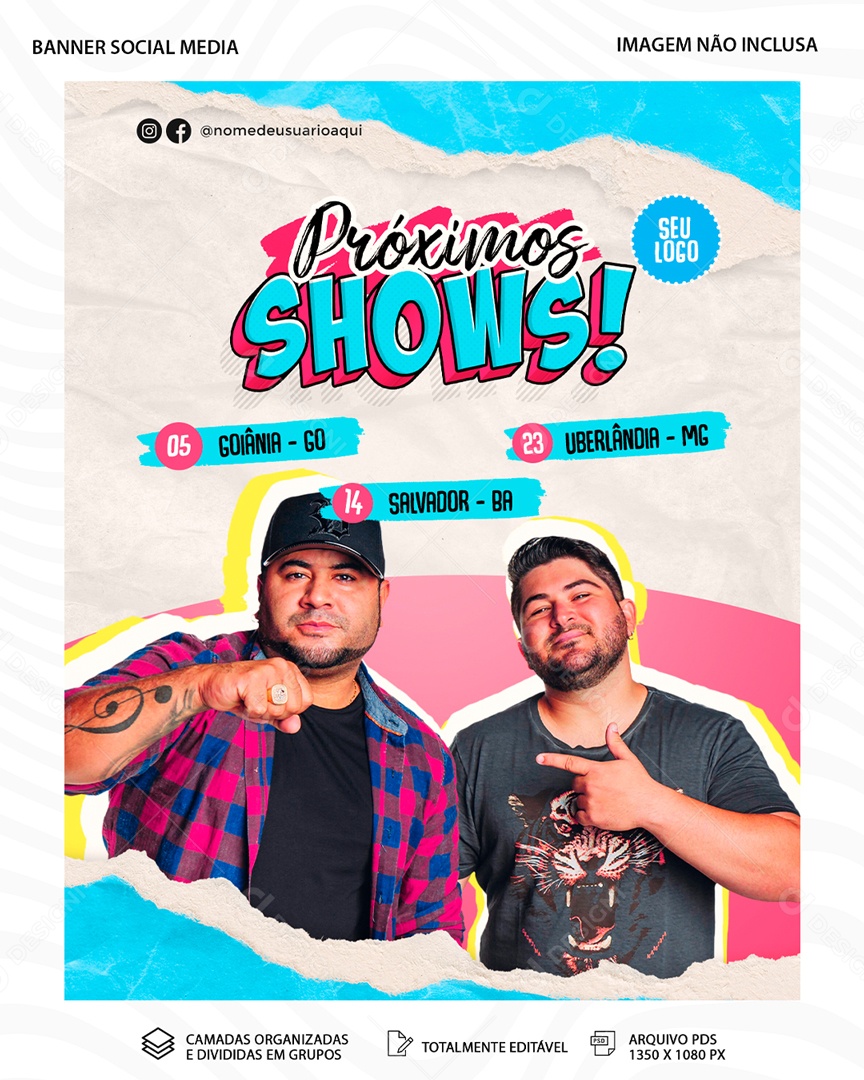 BANNER SOCIAL MEDIA
IMAGEM NÃO INCLUSA
@nomedeusuarioaqui
Próximos
SHOWS!
SEU
LOGO
05 GOIÂNIA - GO
23 UBERLÂNDIA - MG
14 SALVADOR - BA
CAMADAS ORGANIZADAS
E DIVIDIDAS EM GRUPOS
TOTALMENTE EDITÁVEL
PSD
ARQUIVO PDS
1350 X 1080 PX